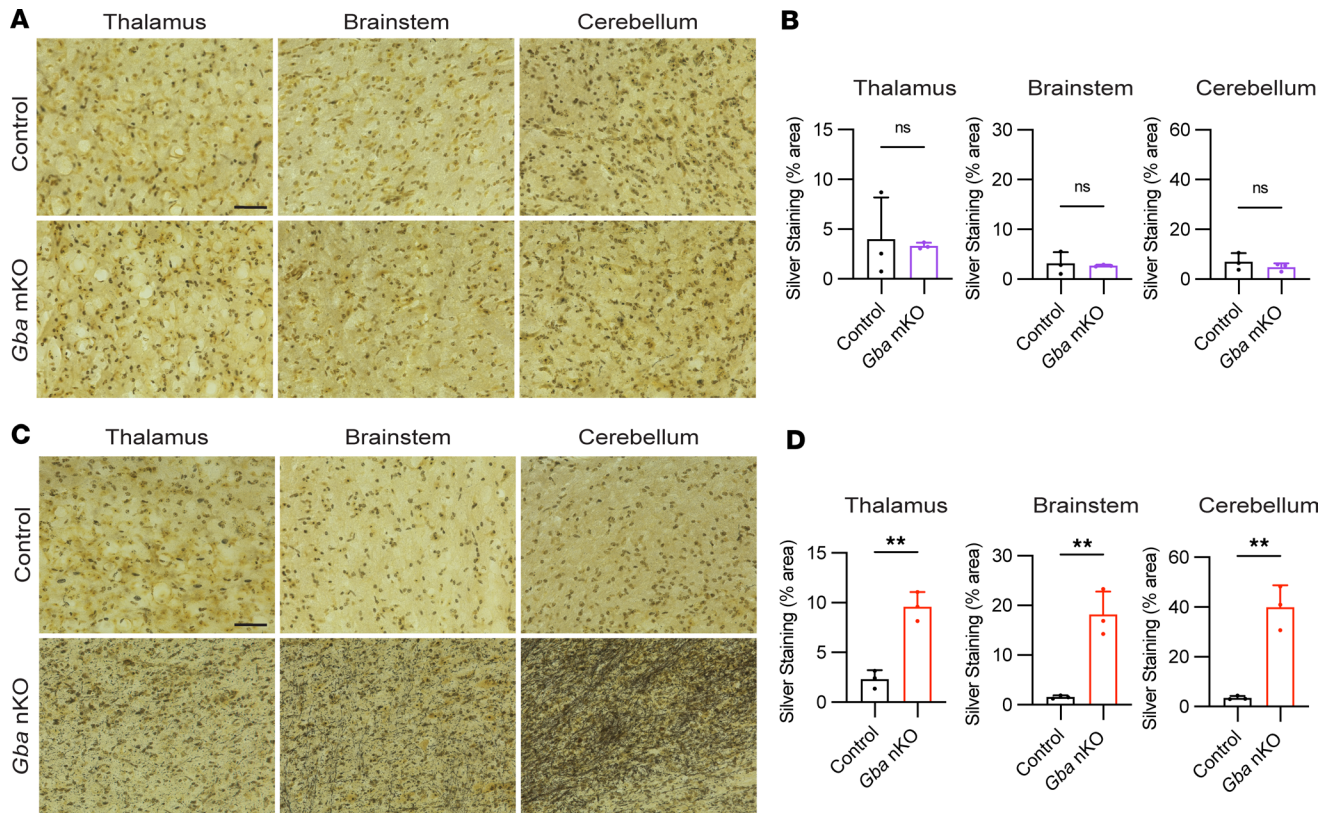 A
Thalamus
Brainstem
Cerebellum
Control
Gba mKO
B
Thalamus
Silver Staining (% area)
15
10
5
0
ns
Control
Gba mKO
Brainstem
Silver Staining (% area)
30
20
10
0
ns
Control
Gba mKO
Cerebellum
Silver Staining (% area)
60
40
20
0
ns
Control
Gba mKO
C
Thalamus
Brainstem
Cerebellum
Control
Gba nKO
D
Thalamus
Silver Staining (% area)
15
10
5
0
**
Control
Gba nKO
Brainstem
Silver Staining (% area)
30
20
10
0
**
Control
Gba nKO
Cerebellum
Silver Staining (% area)
60
40
20
0
**
Control
Gba nKO